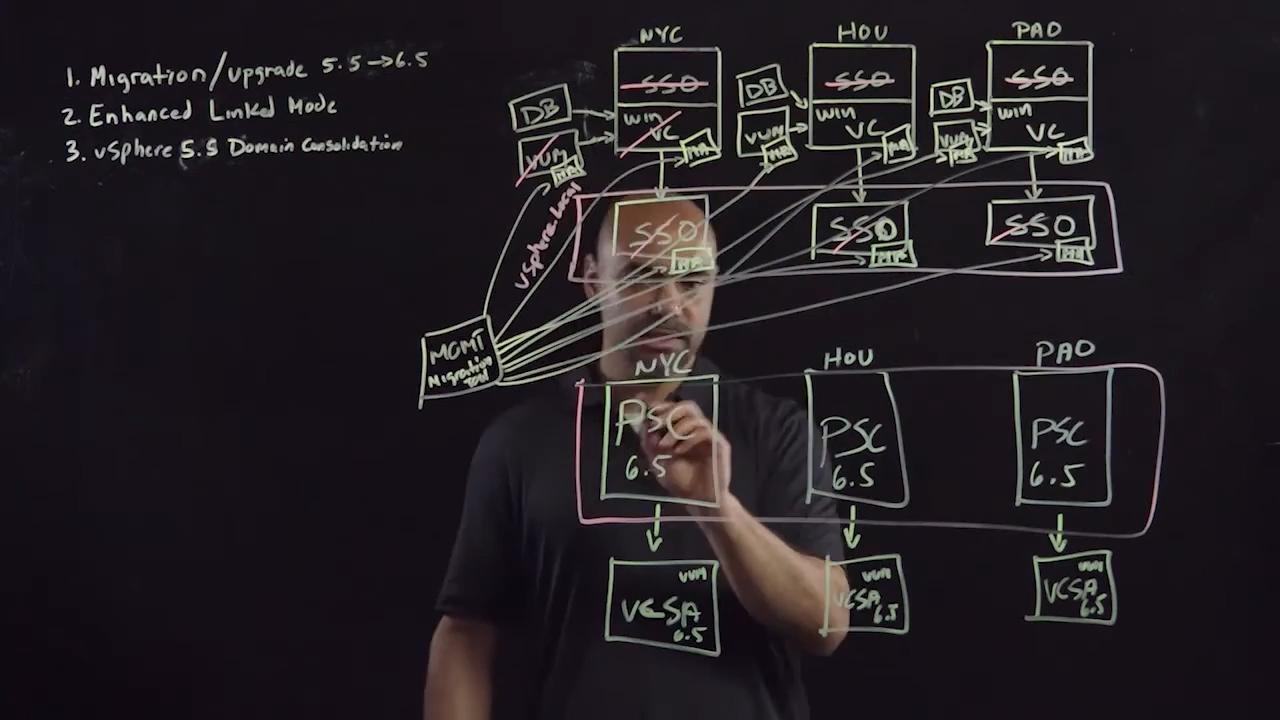 1. Migration/upgrade 5.5→6.5
2. Enhanced Linked Mode
3. vSphere 5.5 Domain Consolidation
NYC
HOU
PAO
SSO
SSO
SSO
DB
DB
DB
WIN
VC
WIN
VC
WIN
VC
VUM
VUM
VUM
MA
MA
MA
MA
MA
MA
vsphere.local
SSO
SSO
SSO
MA
MA
MA
MGMT
Migration
Tool
NYC
HOU
PAO
PSC
6.5
PSC
6.5
PSC
6.5
VUM
VCSA
6.5
VUM
VCSA
6.5
VUM
VCSA
6.5